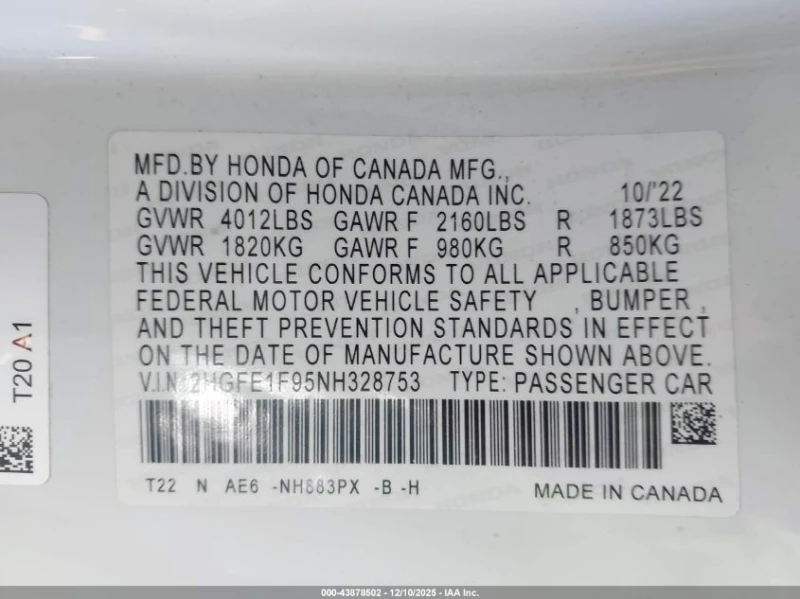 MFD.BY HONDA OF CANADA MFG.,
A DIVISION OF HONDA CANADA INC. 10/'22
GVWR 4012LBS GAWR F 2160LBS R 1873LBS
GVWR 1820KG GAWR F 980KG R 850KG
THIS VEHICLE CONFORMS TO ALL APPLICABLE
FEDERAL MOTOR VEHICLE SAFETY , BUMPER ,
AND THEFT PREVENTION STANDARDS IN EFFECT
ON THE DATE OF MANUFACTURE SHOWN ABOVE.
V.I.N. 2HGFE1F95NH328753 TYPE: PASSENGER CAR
T22 N AE6 -NH883PX -B -H MADE IN CANADA
T20 A1
000-43878502 - 12/10/2025 - IAA Inc.